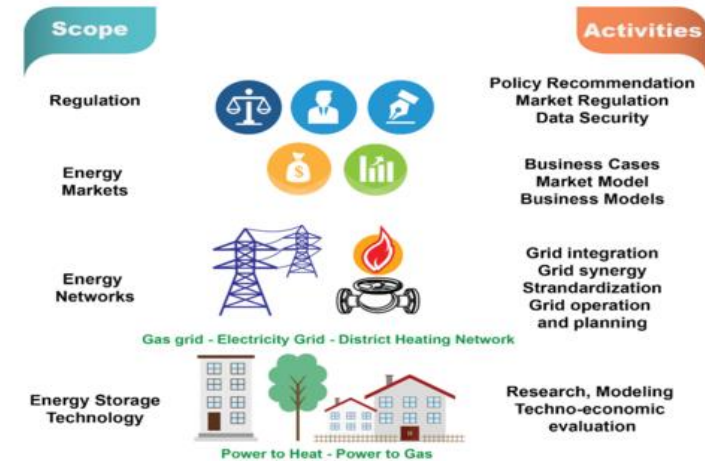 Scope
Activities
Regulation
Policy Recommendation
Market Regulation
Data Security
$
Energy
Markets
Business Cases
Market Model
Business Models
Energy
Networks
Grid integration
Grid synergy
Strandardization
Grid operation
and planning
Gas grid - Electricity Grid - District Heating Network
Energy Storage
Technology
Research, Modeling
Techno-economic
evaluation
Power to Heat - Power to Gas